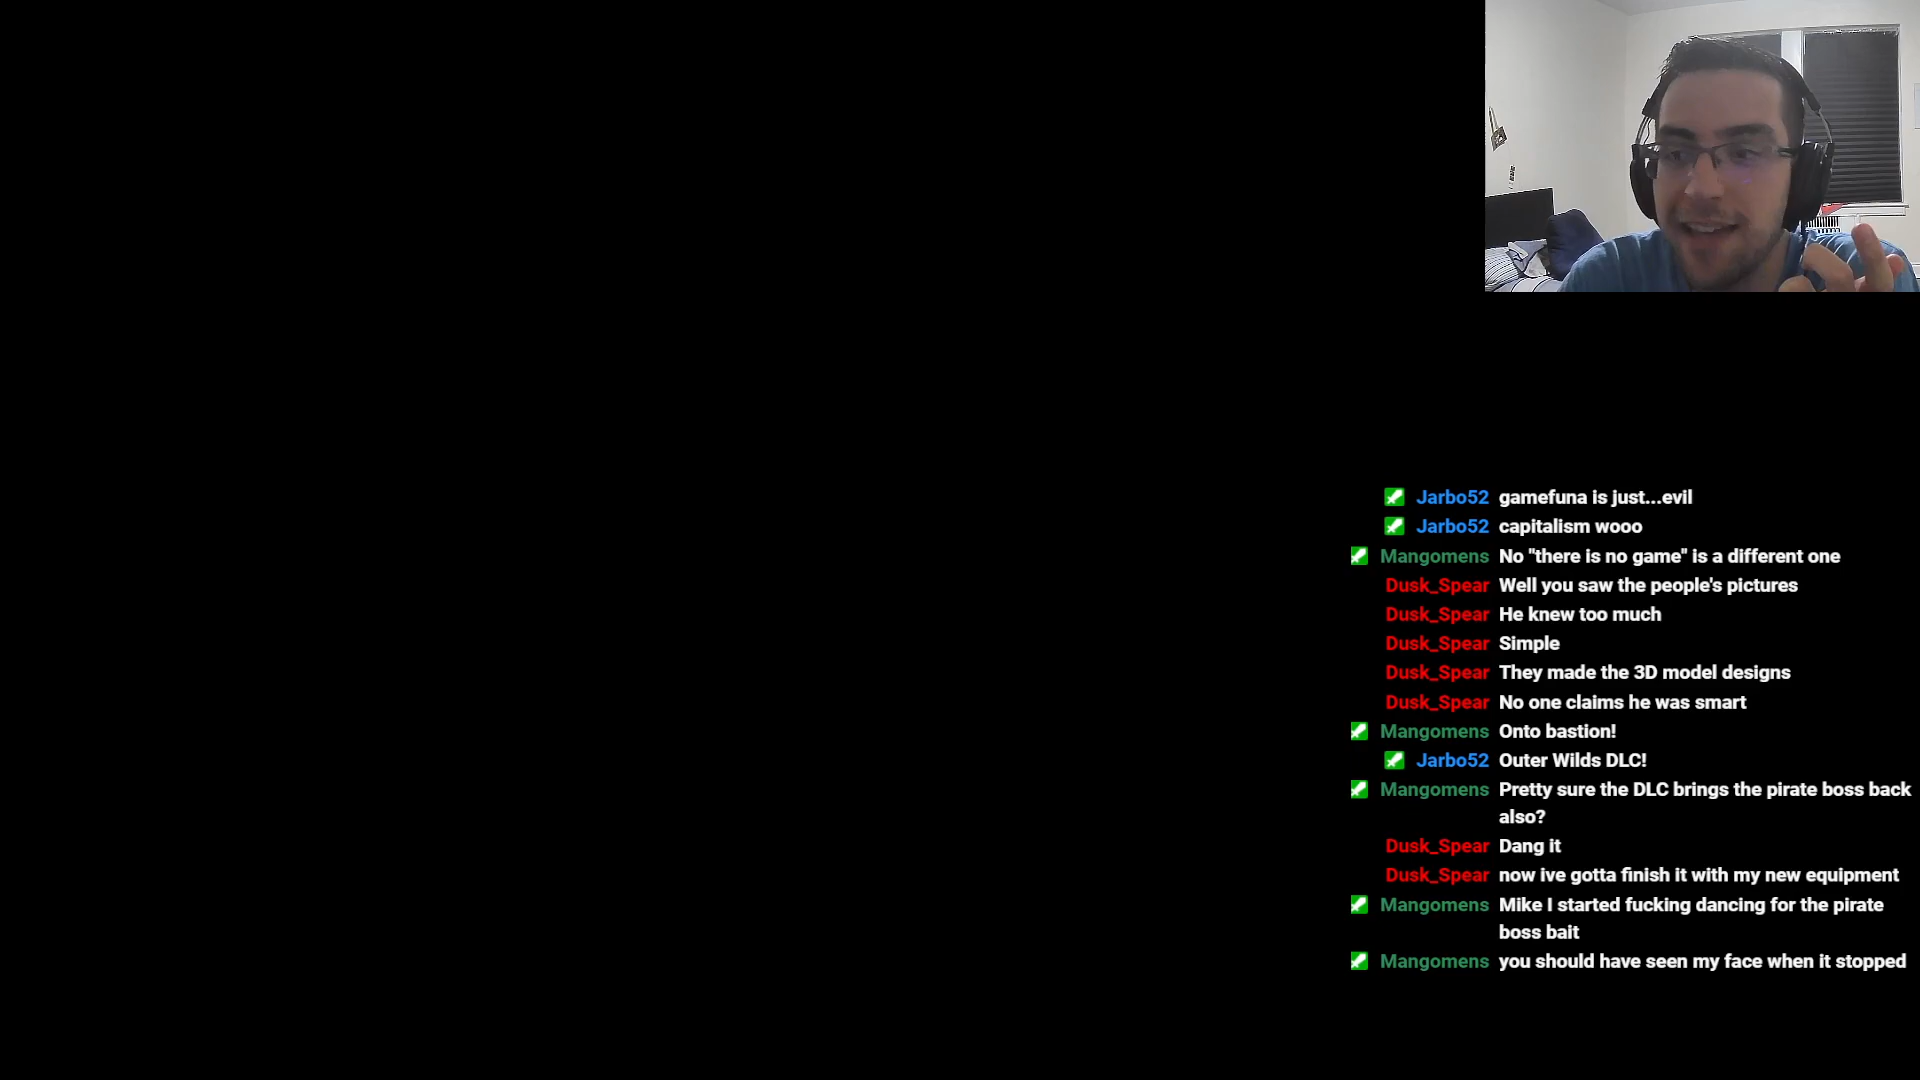 Jarbo52 gamefuna is just...evil
Jarbo52 capitalism wooo
Mangomens No "there is no game" is a different one
Dusk_Spear Well you saw the people's pictures
Dusk_Spear He knew too much
Dusk_Spear Simple
Dusk_Spear They made the 3D model designs
Dusk_Spear No one claims he was smart
Mangomens Onto bastion!
Jarbo52 Outer Wilds DLC!
Mangomens Pretty sure the DLC brings the pirate boss back
also?
Dusk_Spear Dang it
Dusk_Spear now ive gotta finish it with my new equipment
Mangomens Mike I started fucking dancing for the pirate
boss bait
Mangomens you should have seen my face when it stopped